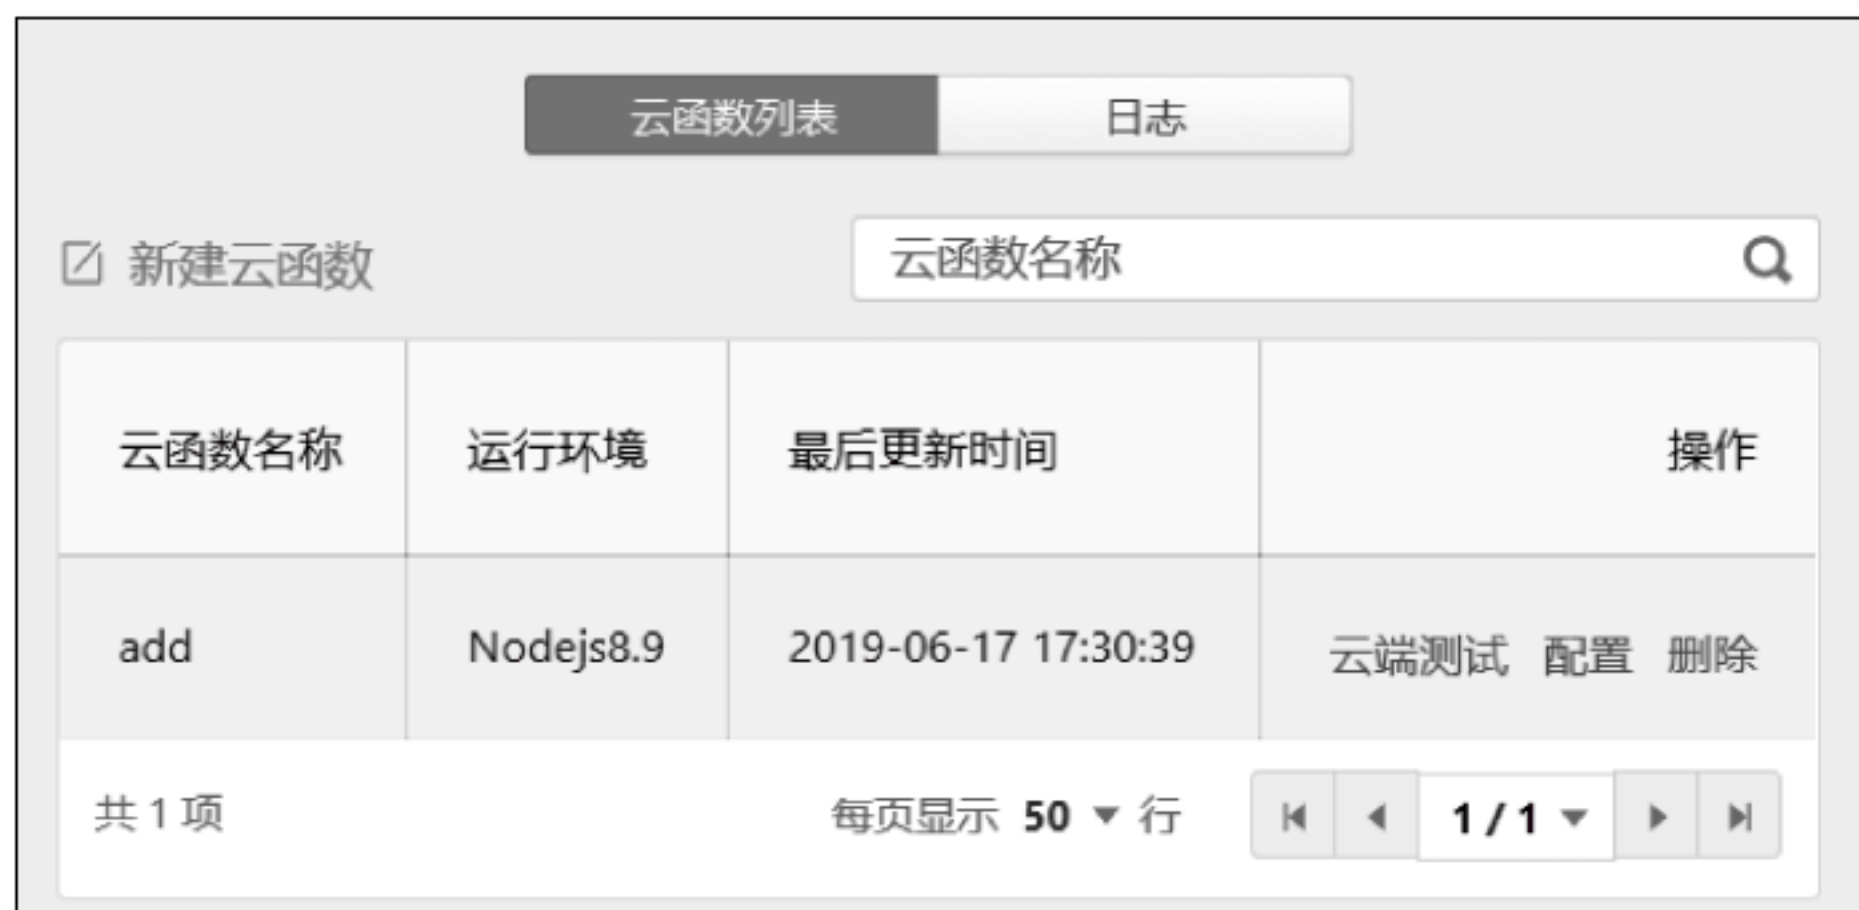 云函数列表 日志
新建云函数 云函数名称
云函数名称 运行环境 最后更新时间 操作
add Nodejs8.9 2019-06-17 17:30:39 云端测试 配置 删除
共 1 项 每页显示 50 行 1 / 1